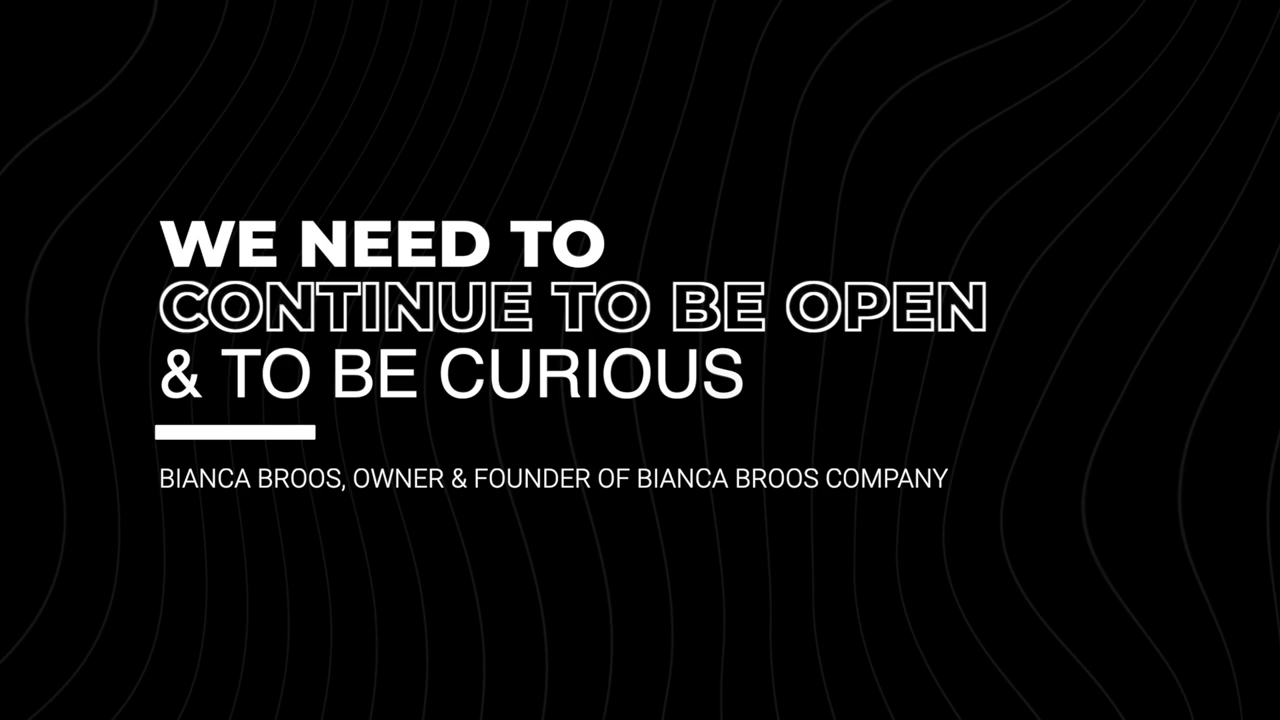 WE NEED TO
CONTINUE TO BE OPEN
& TO BE CURIOUS
BIANCA BROOS, OWNER & FOUNDER OF BIANCA BROOS COMPANY